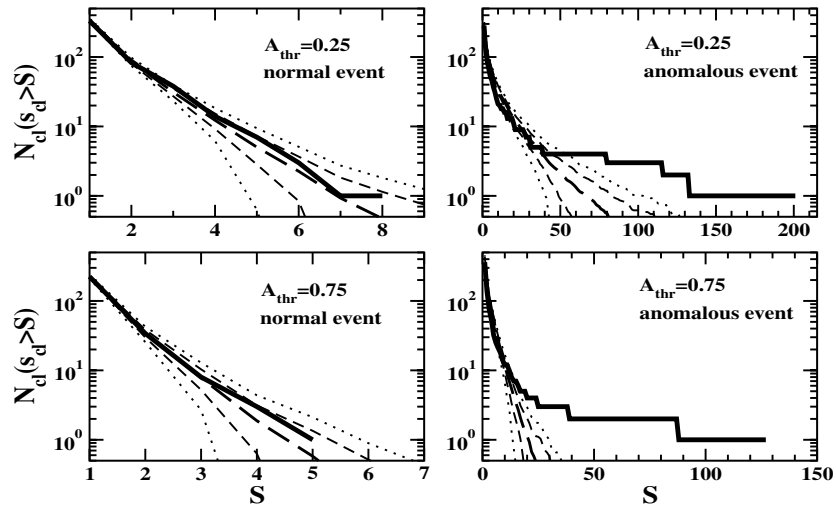 N_cl(s_cl>S)
10^2
10^1
10^0
A_thr=0.25
normal event
2 3 4 5 6 7 8
10^2
10^1
10^0
A_thr=0.25
anomalous event
0 50 100 150 200
N_cl(s_cl>S)
10^2
10^1
10^0
A_thr=0.75
normal event
1 2 3 4 5 6 7
S
10^2
10^1
10^0
A_thr=0.75
anomalous event
0 50 100 150
S